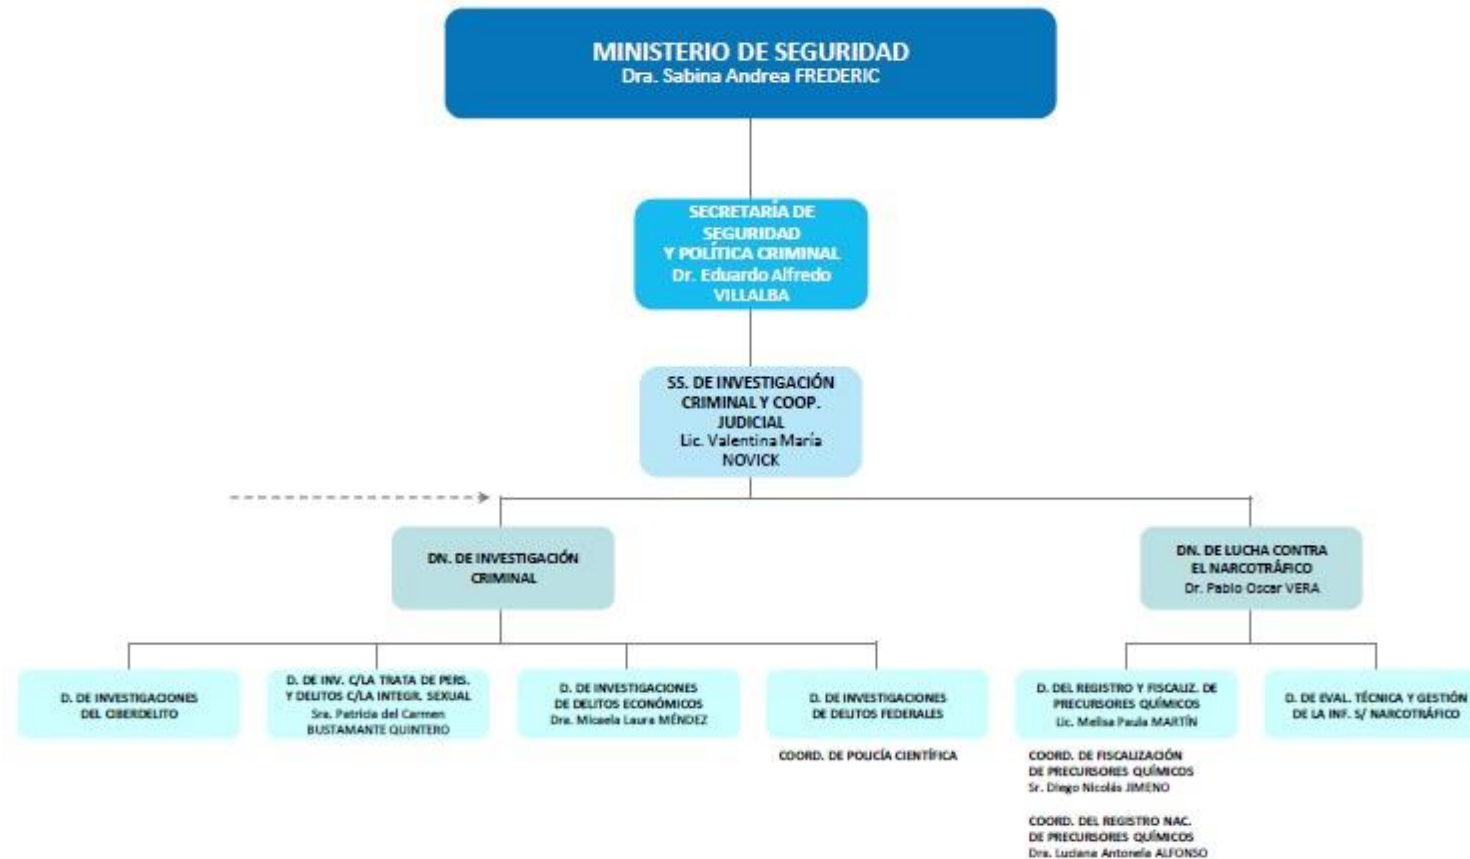 MINISTERIO DE SEGURIDAD
Dra. Sabina Andrea FREDERIC
SECRETARÍA DE
SEGURIDAD
Y POLÍTICA CRIMINAL
Dr. Eduardo Alfredo
VILLALBA
SS. DE INVESTIGACIÓN
CRIMINAL Y COOP.
JUDICIAL
Lic. Valentina María
NOVICK
DN. DE INVESTIGACIÓN
CRIMINAL
DN. DE LUCHA CONTRA
EL NARCOTRÁFICO
Dr. Pablo Oscar VERA
D. DE INVESTIGACIONES
DEL CIBERDELITO
D. DE INV. C/LA TRATA DE PERS.
Y DELITOS C/LA INTEGR. SEXUAL
Sra. Patricia del Carmen
BUSTAMANTE QUINTERO
D. DE INVESTIGACIONES
DE DELITOS ECONÓMICOS
Dra. Micaela Laura MÉNDEZ
D. DE INVESTIGACIONES
DE DELITOS FEDERALES
COORD. DE POLICÍA CIENTÍFICA
D. DEL REGISTRO Y FISCALIZ. DE
PRECURSORES QUÍMICOS
Lic. Melisa Paula MARTÍN
COORD. DE FISCALIZACIÓN
DE PRECURSORES QUÍMICOS
Sr. Diego Nicolás JIMENO
COORD. DEL REGISTRO NAC.
DE PRECURSORES QUÍMICOS
Dra. Luciana Antonela ALFONSO
D. DE EVAL. TÉCNICA Y GESTIÓN
DE LA INF. S/ NARCOTRÁFICO